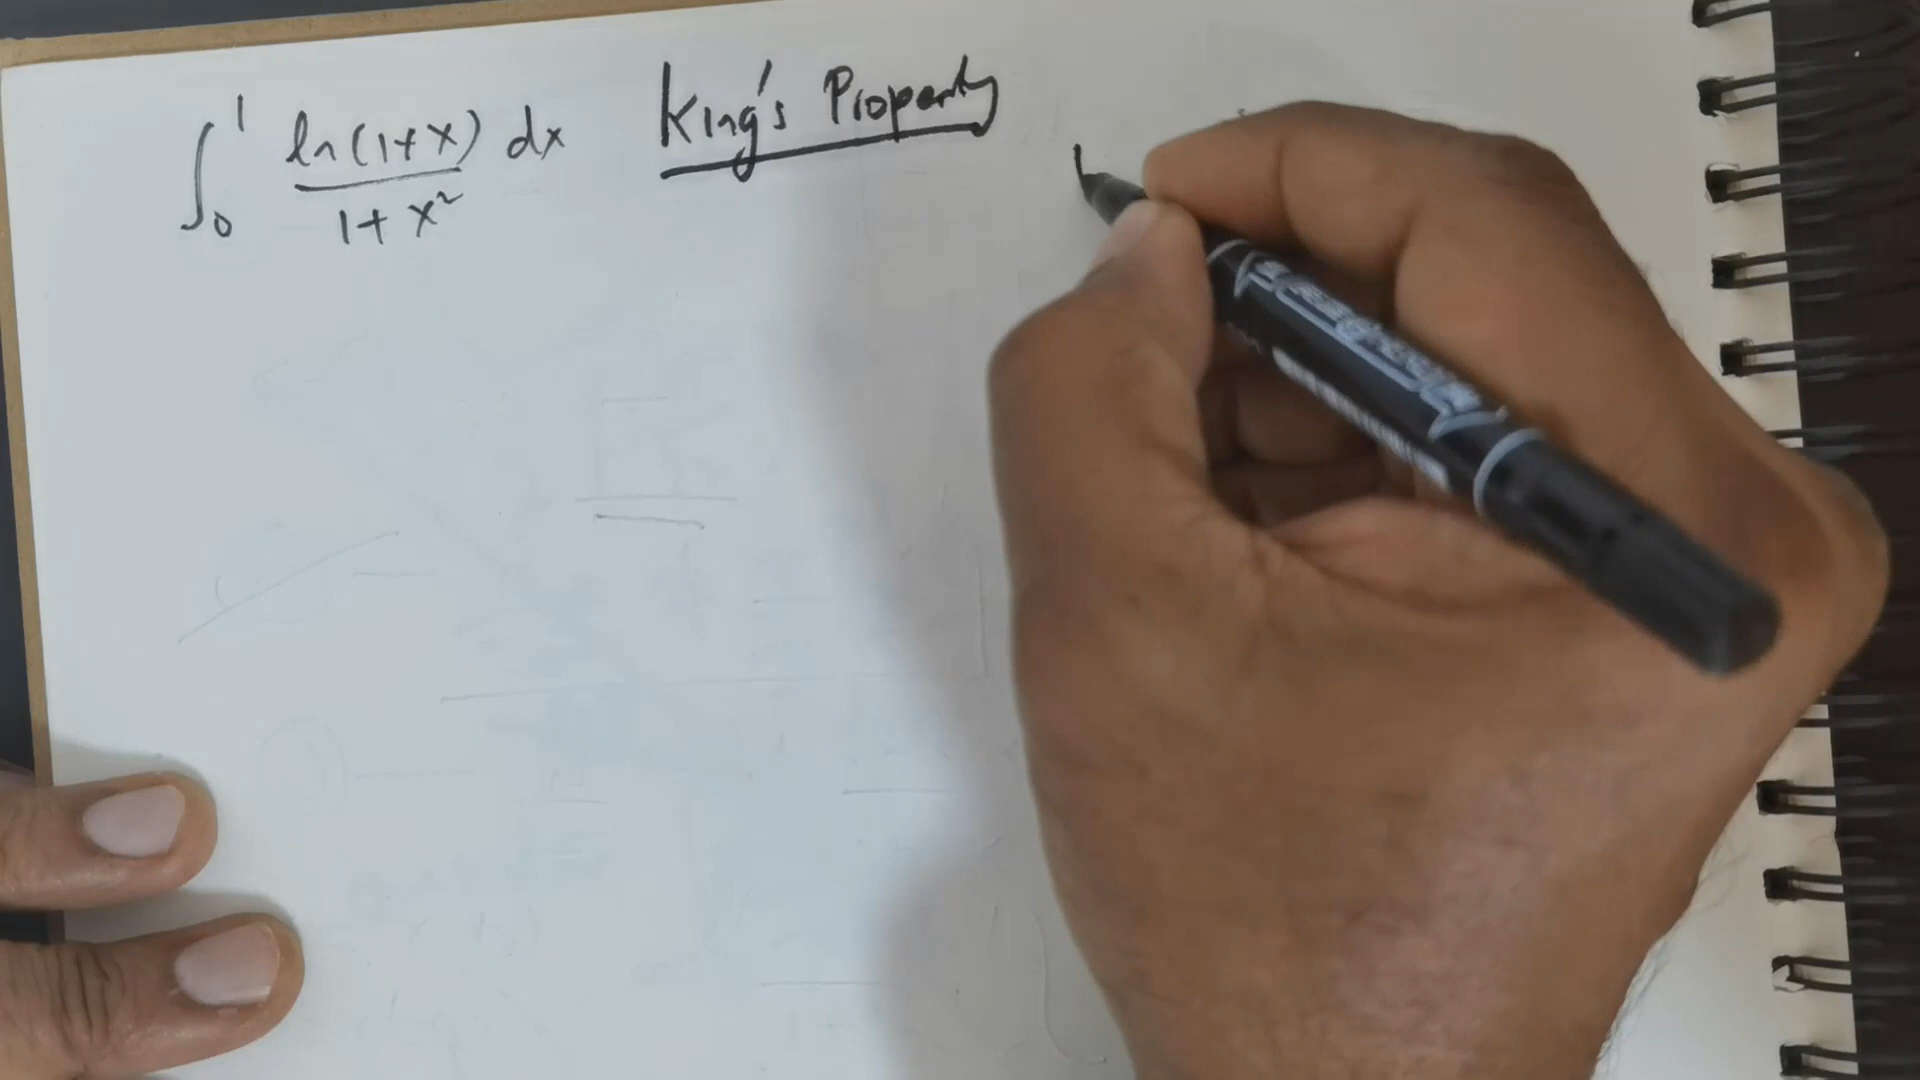 ∫₀¹ ln(1+x)/(1+x²) dx King's Property